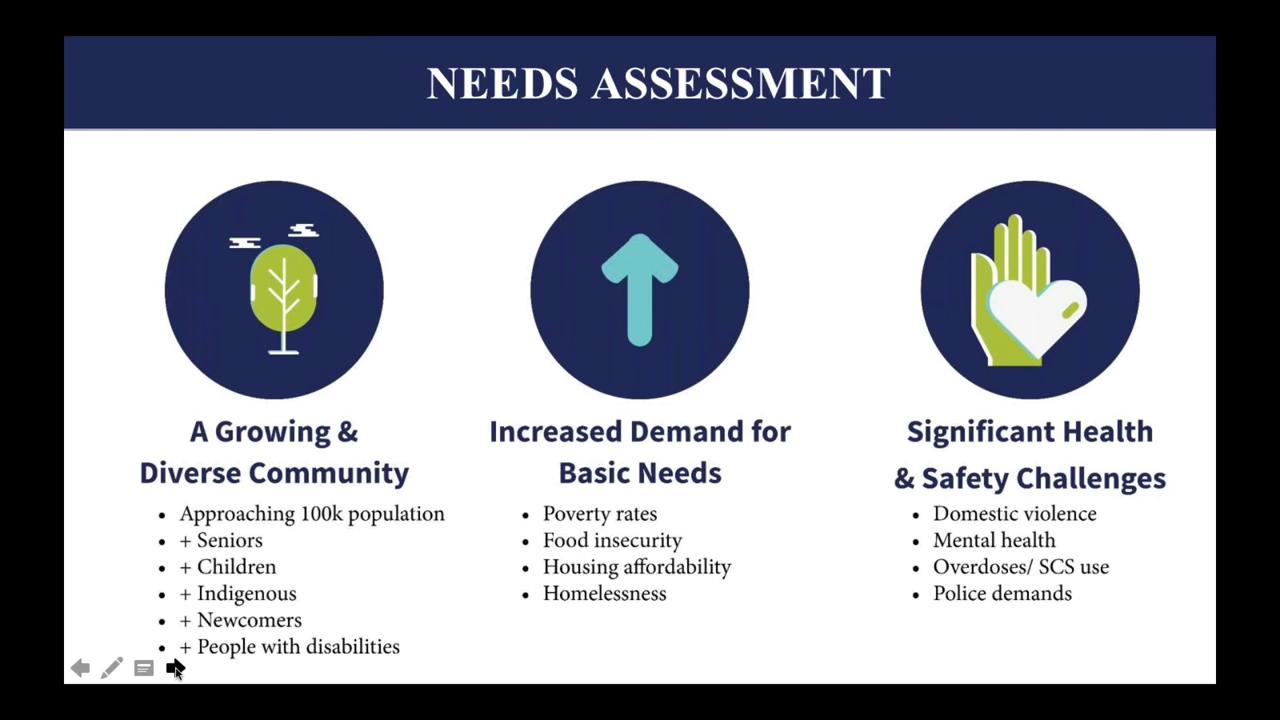 NEEDS ASSESSMENT
A Growing &
Diverse Community
• Approaching 100k population
• + Seniors
• + Children
• + Indigenous
• + Newcomers
• + People with disabilities
Increased Demand for
Basic Needs
• Poverty rates
• Food insecurity
• Housing affordability
• Homelessness
Significant Health
& Safety Challenges
• Domestic violence
• Mental health
• Overdoses/ SCS use
• Police demands